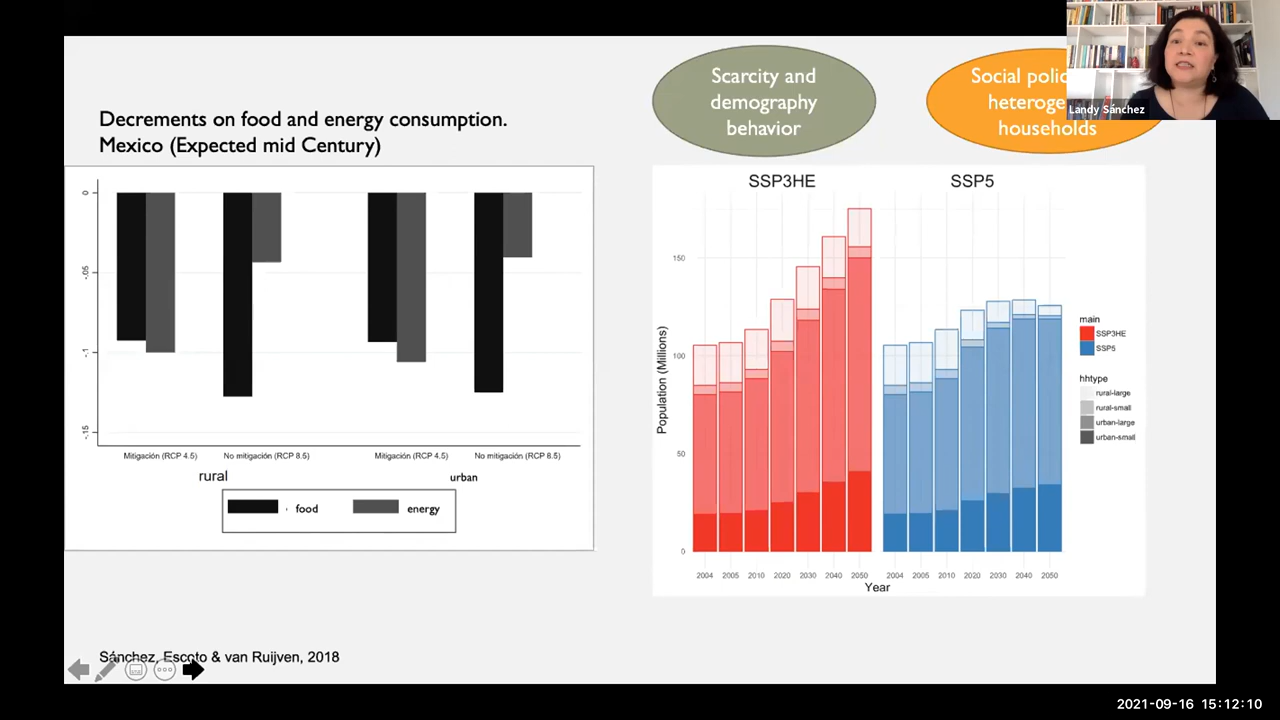 Scarcity and
demography
behavior
Social polic
heteroge
households
Landy Sánchez
Decrements on food and energy consumption.
Mexico (Expected mid Century)
0
-.05
-.1
-.15
Mitigación (RCP 4.5)
No mitigación (RCP 8.5)
Mitigación (RCP 4.5)
No mitigación (RCP 8.5)
rural
urban
food
energy
SSP3HE
SSP5
Population (Millions)
150
100
50
0
2004
2005
2010
2020
2030
2040
2050
2004
2005
2010
2020
2030
2040
2050
Year
main
SSP3HE
SSP5
hhtype
rural-large
rural-small
urban-large
urban-small
Sánchez, Escoto & van Ruijven, 2018
2021-09-16 15:12:10